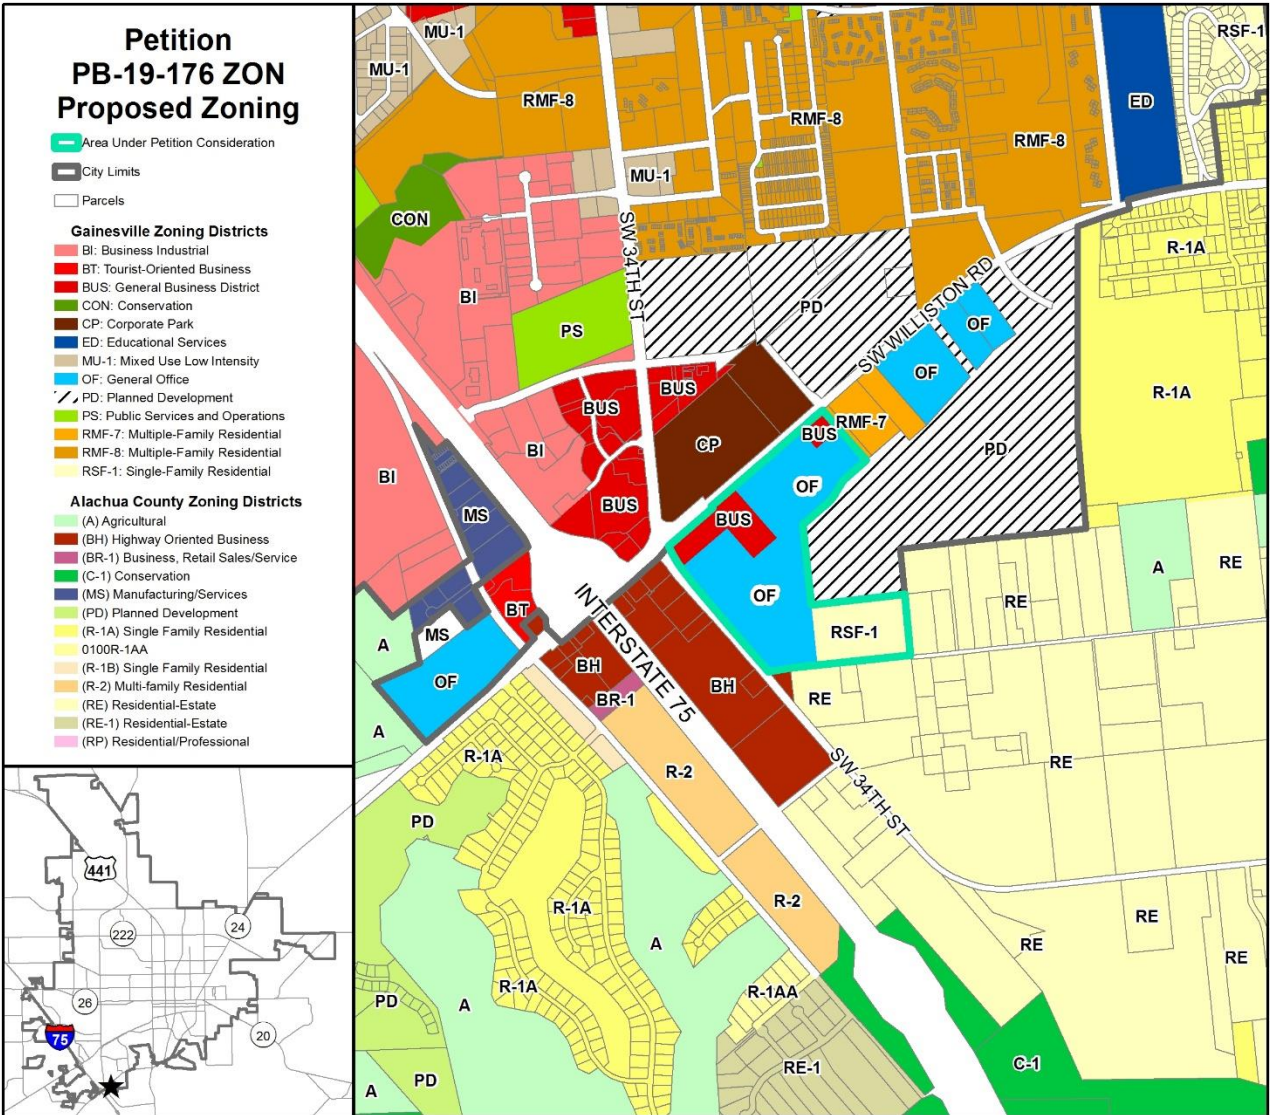 Petition
PB-19-176 ZON
Proposed Zoning
Area Under Petition Consideration
City Limits
Parcels
Gainesville Zoning Districts
BI: Business Industrial
BT: Tourist-Oriented Business
BUS: General Business District
CON: Conservation
CP: Corporate Park
ED: Educational Services
MU-1: Mixed Use Low Intensity
OF: General Office
PD: Planned Development
PS: Public Services and Operations
RMF-7: Multiple-Family Residential
RMF-8: Multiple-Family Residential
RSF-1: Single-Family Residential
Alachua County Zoning Districts
(A) Agricultural
(BH) Highway Oriented Business
(BR-1) Business, Retail Sales/Service
(C-1) Conservation
(MS) Manufacturing/Services
(PD) Planned Development
(R-1A) Single Family Residential
0100R-1AA
(R-1B) Single Family Residential
(R-2) Multi-family Residential
(RE) Residential-Estate
(RE-1) Residential-Estate
(RP) Residential/Professional
441
222
24
26
75
20
MU-1
RSF-1
MU-1
RMF-8
ED
RMF-8
RMF-8
MU-1
CON
SW 34TH ST
R-1A
BI
PD
SW WILLISTON RD
PS
OF
OF
BUS
R-1A
BUS
RMF-7
BUS
CP
BI
PD
BI
OF
BUS
BUS
MS
A
RE
OF
INTERSTATE 75
RE
BT
MS
RSF-1
A
BH
OF
BH
BR-1
RE
A
R-1A
R-2
RE
SW 34TH ST
PD
R-2
R-1A
RE
A
RE
RE
R-1A
R-1AA
PD
A
C-1
RE-1
PD
A